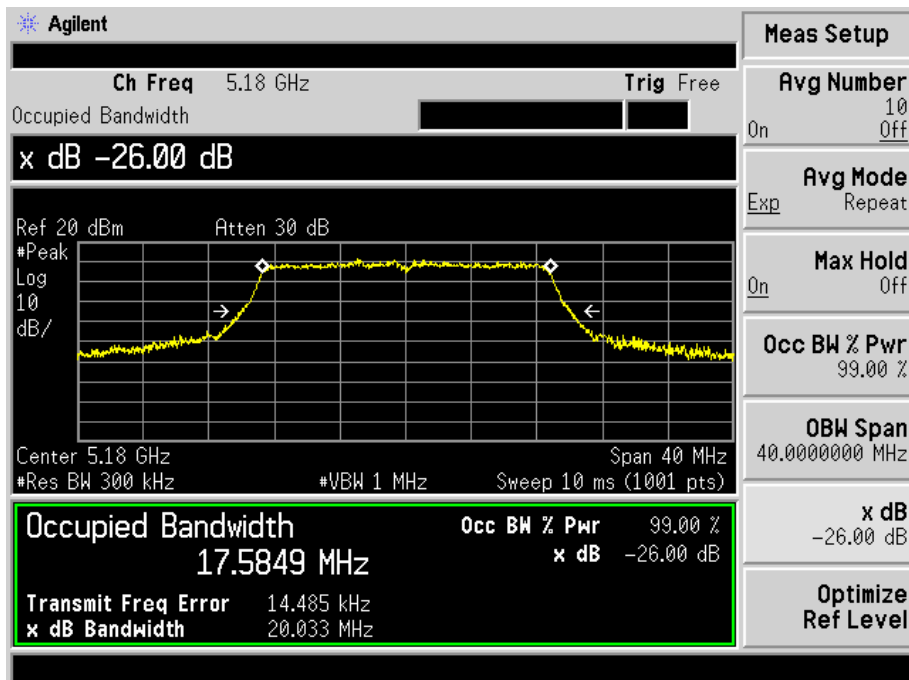 Agilent
Ch Freq 5.18 GHz Trig Free
Occupied Bandwidth
x dB -26.00 dB
Ref 20 dBm Atten 30 dB
#Peak
Log
10
dB/
Center 5.18 GHz Span 40 MHz
#Res BW 300 kHz #VBW 1 MHz Sweep 10 ms (1001 pts)
Occupied Bandwidth Occ BW % Pwr 99.00 %
17.5849 MHz x dB -26.00 dB
Transmit Freq Error 14.485 kHz
x dB Bandwidth 20.033 MHz
Meas Setup
Avg Number
10
On Off
Avg Mode
Exp Repeat
Max Hold
On Off
Occ BW % Pwr
99.00 %
OBW Span
40.0000000 MHz
x dB
-26.00 dB
Optimize
Ref Level